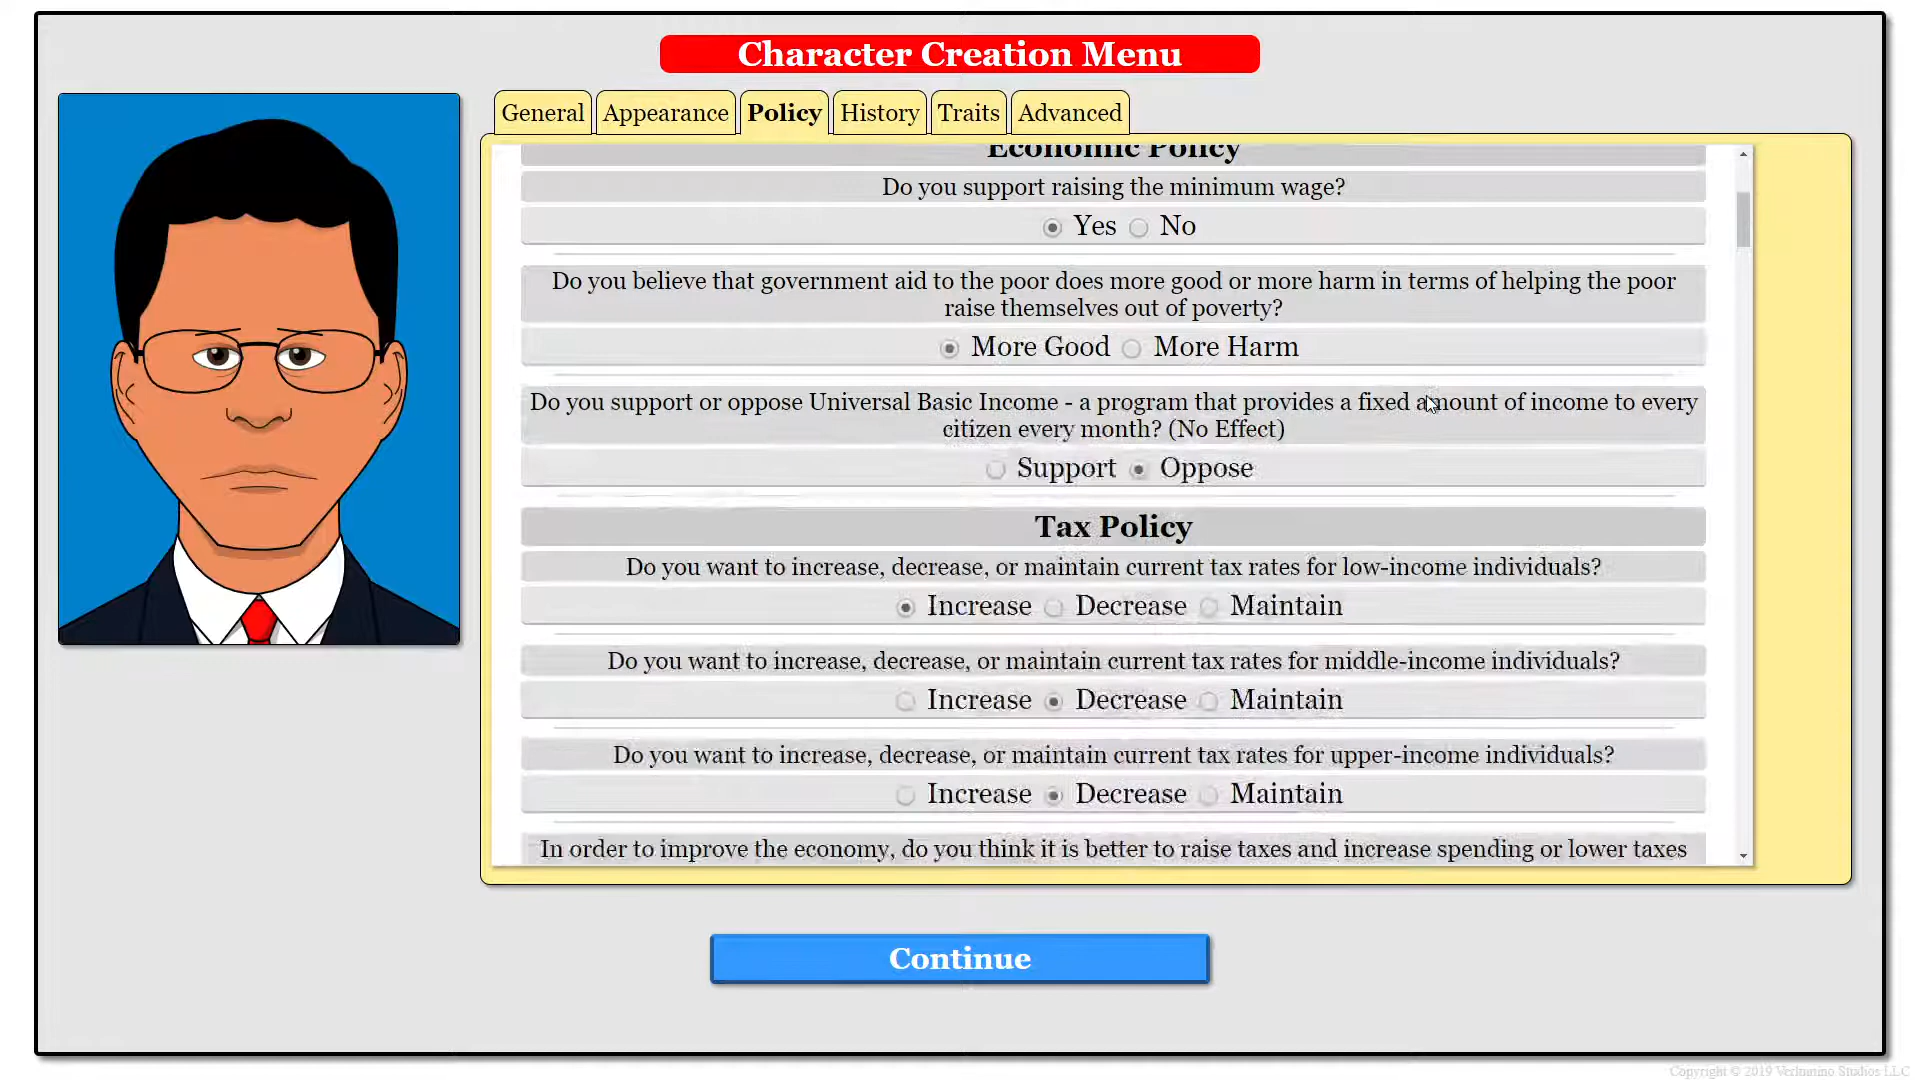 Character Creation Menu
General Appearance Policy History Traits Advanced
Economic Policy
Do you support raising the minimum wage?
Yes No
Do you believe that government aid to the poor does more good or more harm in terms of helping the poor
raise themselves out of poverty?
More Good More Harm
Do you support or oppose Universal Basic Income - a program that provides a fixed amount of income to every
citizen every month? (No Effect)
Support Oppose
Tax Policy
Do you want to increase, decrease, or maintain current tax rates for low-income individuals?
Increase Decrease Maintain
Do you want to increase, decrease, or maintain current tax rates for middle-income individuals?
Increase Decrease Maintain
Do you want to increase, decrease, or maintain current tax rates for upper-income individuals?
Increase Decrease Maintain
In order to improve the economy, do you think it is better to raise taxes and increase spending or lower taxes
Continue
Copyright © 2019 Verlumino Studios LLC